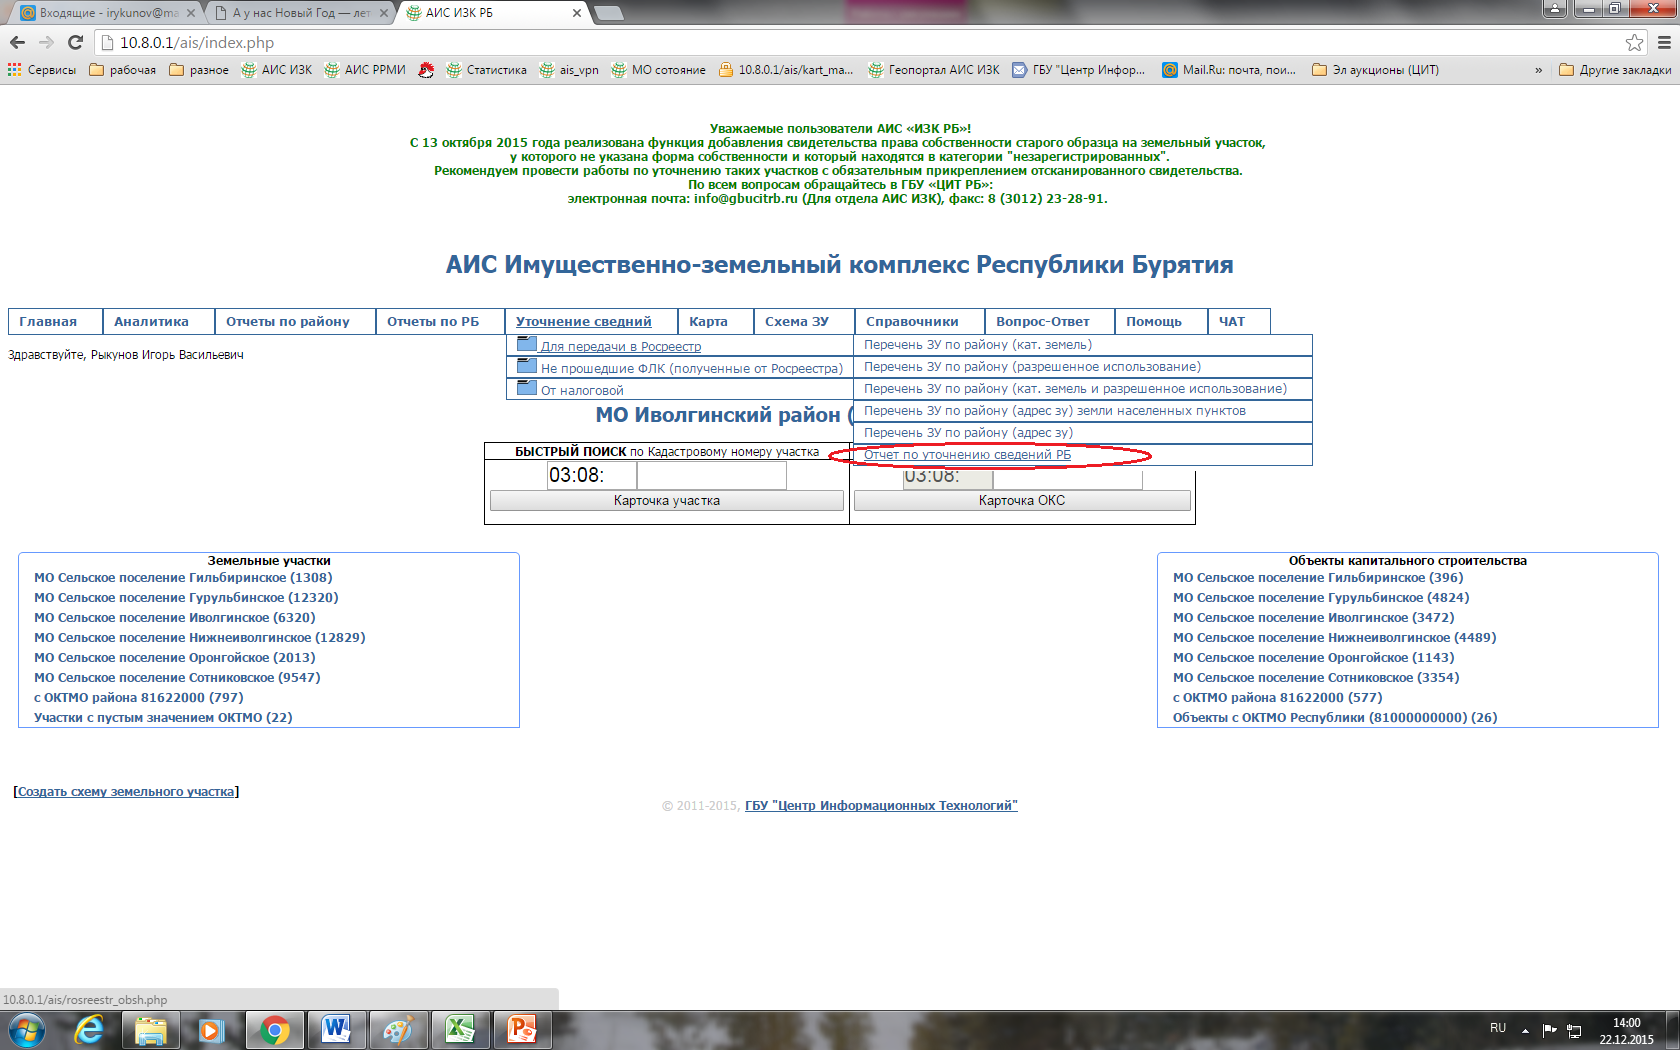 Входящие - irykunov@ma
А у нас Новый Год — лет
АИС ИЗК РБ
10.8.0.1/ais/index.php
Сервисы рабочая разное АИС ИЗК АИС РРМИ Статистика ais_vpn МО сотояние 10.8.0.1/ais/kart_ma... Геопортал АИС ИЗК ГБУ "Центр Инфор... Mail.Ru: почта, пои... Эл аукционы (ЦИТ) » Другие закладки
Уважаемые пользователи АИС «ИЗК РБ»!
С 13 октября 2015 года реализована функция добавления свидетельства права собственности старого образца на земельный участок,
у которого не указана форма собственности и который находятся в категории "незарегистрированных".
Рекомендуем провести работы по уточнению таких участков с обязательным прикреплением отсканированного свидетельства.
По всем вопросам обращайтесь в ГБУ «ЦИТ РБ»:
электронная почта: info@gbucitrb.ru (Для отдела АИС ИЗК), факс: 8 (3012) 23-28-91.
АИС Имущественно-земельный комплекс Республики Бурятия
Главная Аналитика Отчеты по району Отчеты по РБ Уточнение сведний Карта Схема ЗУ Справочники Вопрос-Ответ Помощь ЧАТ
Здравствуйте, Рыкунов Игорь Васильевич
Для передачи в Росреестр
Не прошедшие ФЛК (полученные от Росреестра)
От налоговой
Перечень ЗУ по району (кат. земель)
Перечень ЗУ по району (разрешенное использование)
Перечень ЗУ по району (кат. земель и разрешенное использование)
Перечень ЗУ по району (адрес зу) земли населенных пунктов
Перечень ЗУ по району (адрес зу)
Отчет по уточнению сведений РБ
МО Иволгинский район (
БЫСТРЫЙ ПОИСК по Кадастровому номеру участка
03:08:
03:08:
Карточка участка
Карточка ОКС
Земельные участки
МО Сельское поселение Гильбиринское (1308)
МО Сельское поселение Гурульбинское (12320)
МО Сельское поселение Иволгинское (6320)
МО Сельское поселение Нижнеиволгинское (12829)
МО Сельское поселение Оронгойское (2013)
МО Сельское поселение Сотниковское (9547)
с ОКТМО района 81622000 (797)
Участки с пустым значением ОКТМО (22)
Объекты капитального строительства
МО Сельское поселение Гильбиринское (396)
МО Сельское поселение Гурульбинское (4824)
МО Сельское поселение Иволгинское (3472)
МО Сельское поселение Нижнеиволгинское (4489)
МО Сельское поселение Оронгойское (1143)
МО Сельское поселение Сотниковское (3354)
с ОКТМО района 81622000 (577)
Объекты с ОКТМО Республики (81000000000) (26)
[Создать схему земельного участка]
© 2011-2015, ГБУ "Центр Информационных Технологий"
10.8.0.1/ais/rosreestr_obsh.php
RU
14:00
22.12.2015